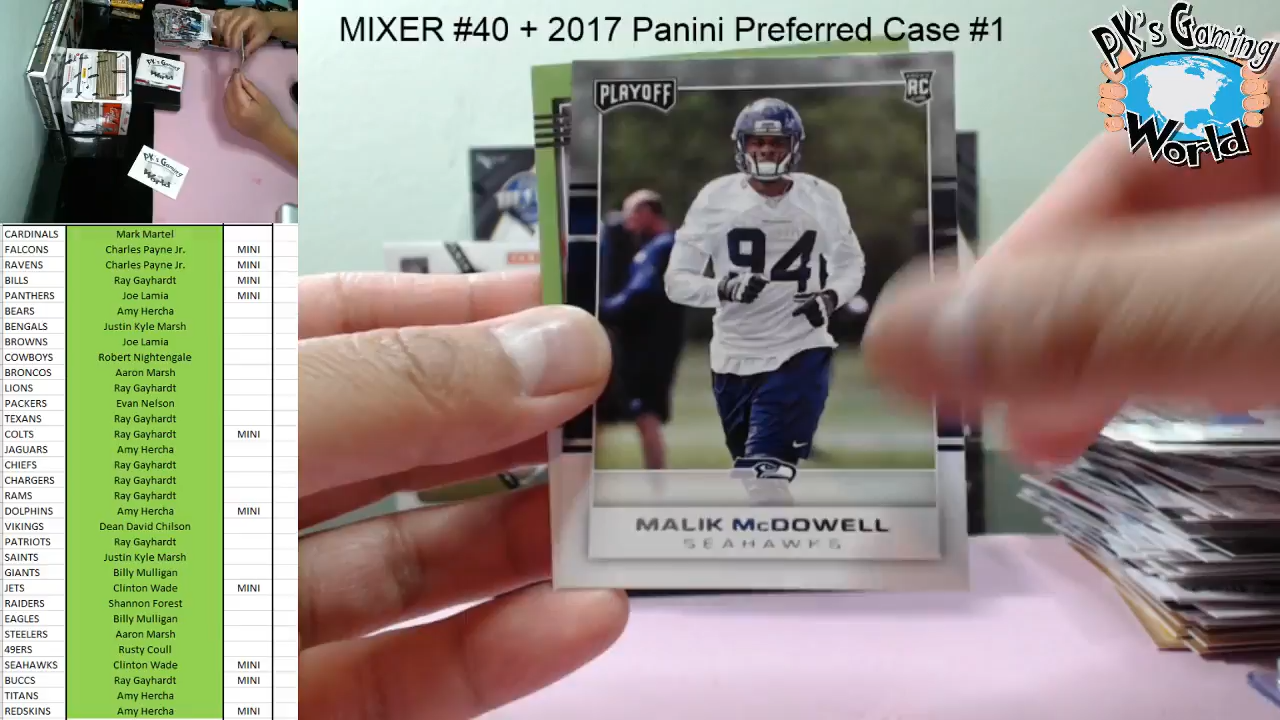 MIXER #40 + 2017 Panini Preferred Case #1
PK's Gaming
World
PK's Gaming
World
CARDINALS Mark Martel
FALCONS Charles Payne Jr. MINI
RAVENS Charles Payne Jr. MINI
BILLS Ray Gayhardt MINI
PANTHERS Joe Lamia MINI
BEARS Amy Hercha
BENGALS Justin Kyle Marsh
BROWNS Joe Lamia
COWBOYS Robert Nightengale
BRONCOS Aaron Marsh
LIONS Ray Gayhardt
PACKERS Evan Nelson
TEXANS Ray Gayhardt
COLTS Ray Gayhardt MINI
JAGUARS Amy Hercha
CHIEFS Ray Gayhardt
CHARGERS Ray Gayhardt
RAMS Ray Gayhardt
DOLPHINS Amy Hercha MINI
VIKINGS Dean David Chilson
PATRIOTS Ray Gayhardt
SAINTS Justin Kyle Marsh
GIANTS Billy Mulligan
JETS Clinton Wade MINI
RAIDERS Shannon Forest
EAGLES Billy Mulligan
STEELERS Aaron Marsh
49ERS Rusty Coull
SEAHAWKS Clinton Wade MINI
BUCCS Ray Gayhardt MINI
TITANS Amy Hercha
REDSKINS Amy Hercha MINI
PLAYOFF
RC
94
MALIK McDOWELL
SEAHAWKS